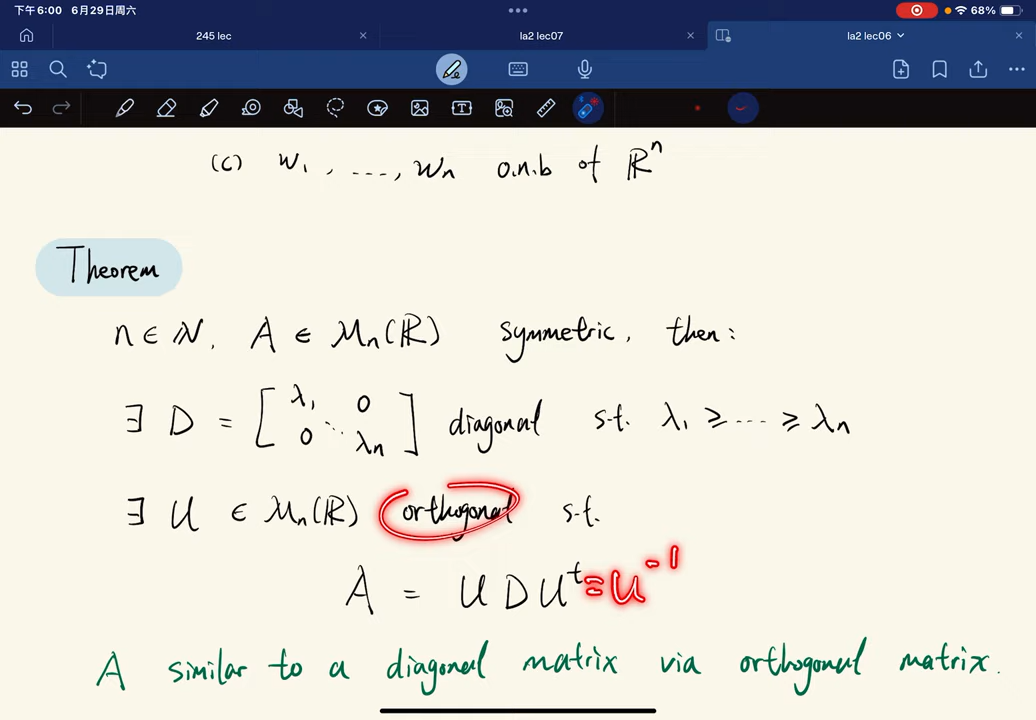 下午6:00 6月29日周六 68%
245 lec la2 lec07 la2 lec06
(c) w₁, ..., wₙ o.n.b of ℝⁿ
Theorem
n ∈ ℕ, A ∈ Mₙ(ℝ) symmetric, then:
∃ D = [λ₁ 0 0 ⋱ λₙ] diagonal s.t. λ₁ ≥ ... ≥ λₙ
∃ U ∈ Mₙ(ℝ) orthogonal s.t.
A = U D Uᵗ = U⁻¹
A similar to a diagonal matrix via orthogonal matrix.